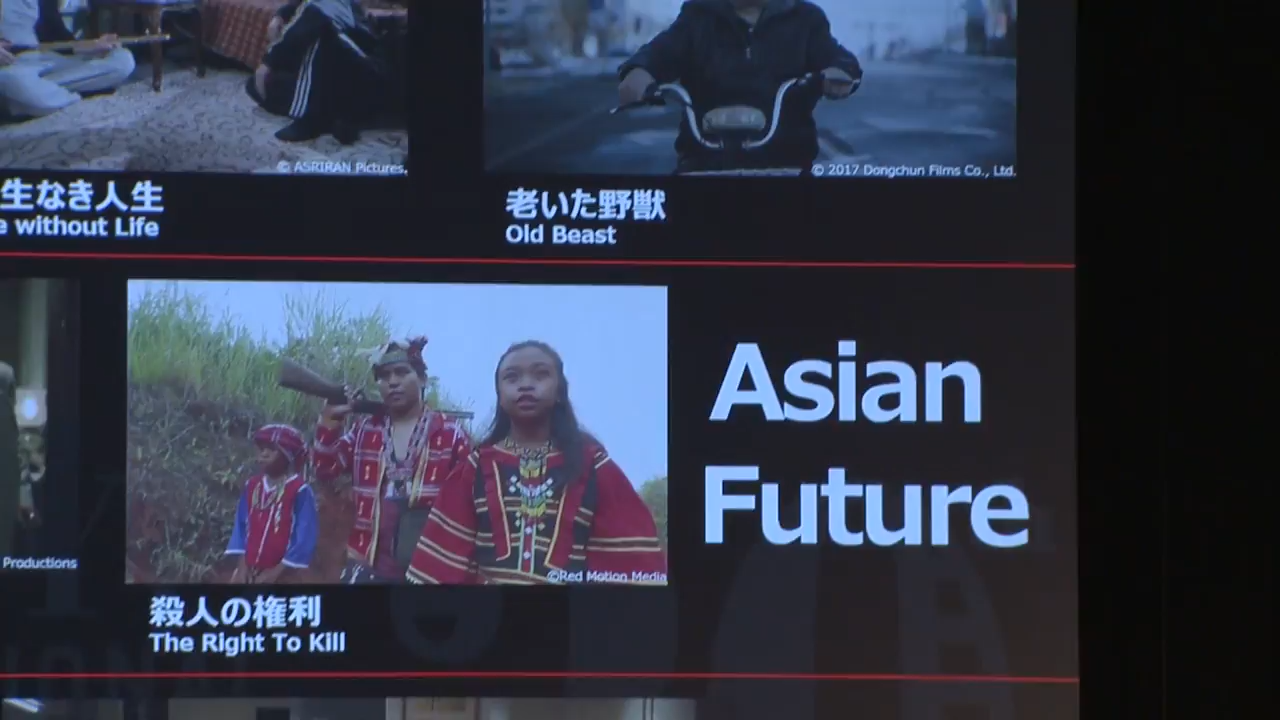 © ASRIRAN Pictures,
© 2017 Dongchun Films Co., Ltd.
生なき人生
without Life
老いた野獣
Old Beast
Asian
Future
Productions
©Red Motion Media
殺人の権利
The Right To Kill